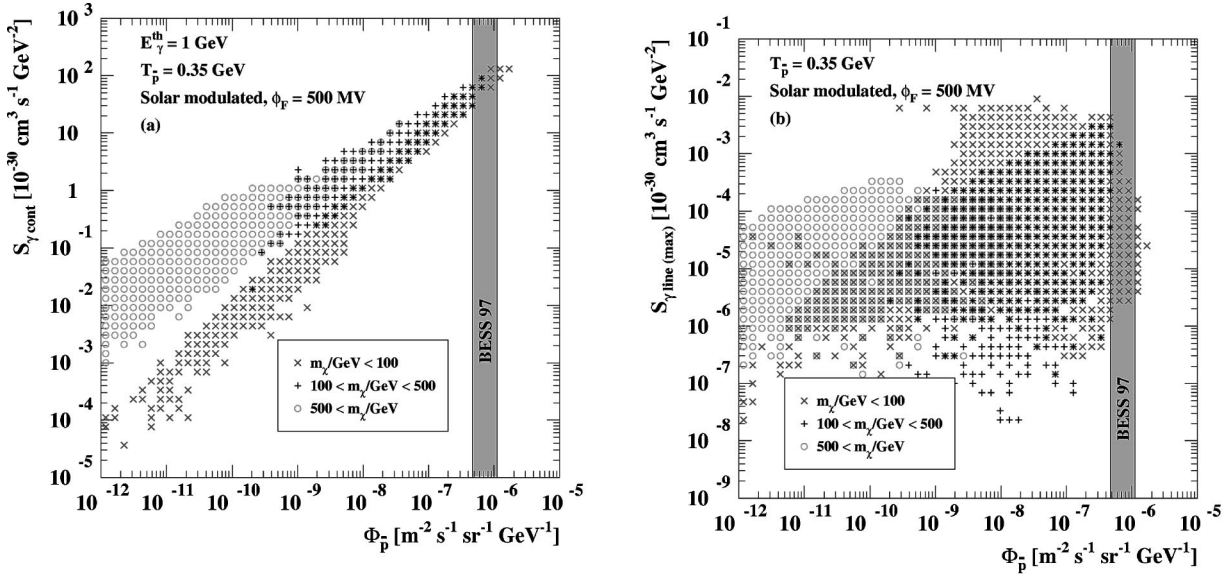 10^3
10^2
10
1
10^-1
10^-2
10^-3
10^-4
10^-5
S_γ cont [10^-30 cm^3 s^-1 GeV^-2]
E^th_γ = 1 GeV
T_p̄ = 0.35 GeV
Solar modulated, ϕ_F = 500 MV
(a)
BESS 97
m_χ/GeV < 100
100 < m_χ/GeV < 500
500 < m_χ/GeV
10^-12 10^-11 10^-10 10^-9 10^-8 10^-7 10^-6 10^-5
Φ_p̄ [m^-2 s^-1 sr^-1 GeV^-1]
10^-1
10^-2
10^-3
10^-4
10^-5
10^-6
10^-7
10^-8
10^-9
S_γ line (max) [10^-30 cm^3 s^-1 GeV^-2]
T_p̄ = 0.35 GeV
Solar modulated, ϕ_F = 500 MV
(b)
BESS 97
m_χ/GeV < 100
100 < m_χ/GeV < 500
500 < m_χ/GeV
10^-12 10^-11 10^-10 10^-9 10^-8 10^-7 10^-6 10^-5
Φ_p̄ [m^-2 s^-1 sr^-1 GeV^-1]